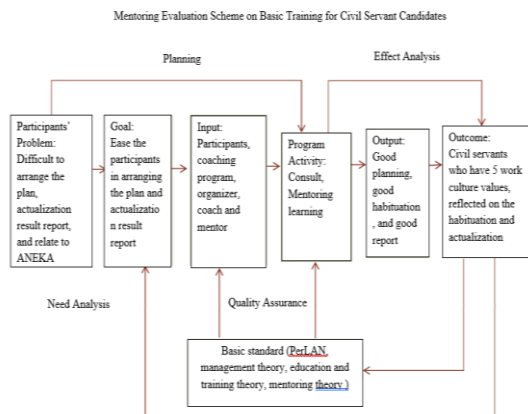 Mentoring Evaluation Scheme on Basic Training for Civil Servant Candidates
Planning
Effect Analysis
Participants'
Problem:
Difficult to
arrange the
plan,
actualization
result report,
and relate to
ANEKA
Goal:
Ease the
participants
in arranging
the plan and
actualizatio
n result
report
Input:
Participants,
coaching
program,
organizer,
coach and
mentor
Program
Activity:
Consult,
Mentoring
learning
Output:
Good
planning,
good
habituation
, and good
report
Outcome:
Civil servants
who have 5 work
culture values,
reflected on the
habituation and
actualization
Need Analysis
Quality Assurance
Basic standard (PerLAN,
management theory, education and
training theory, mentoring theory )